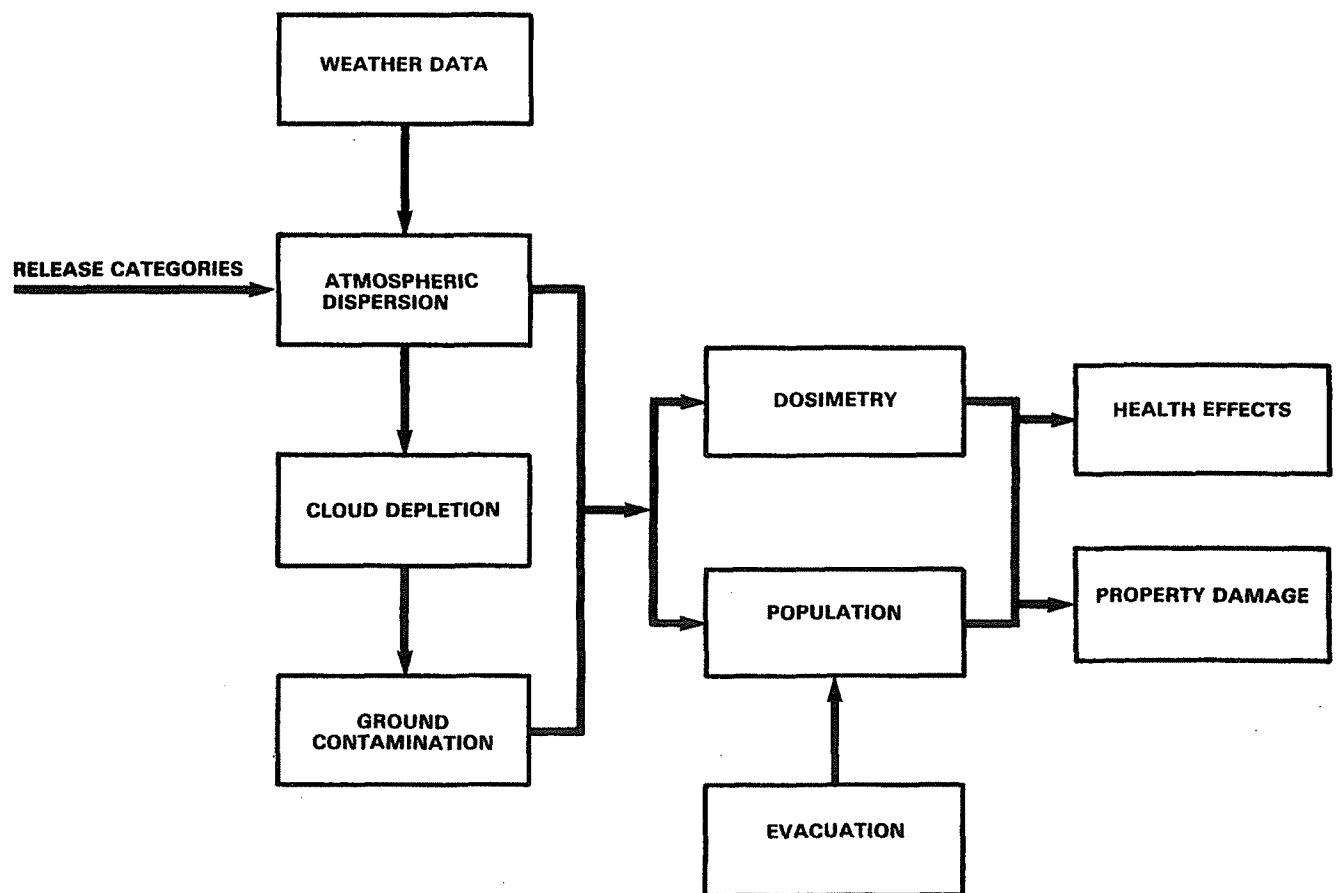 WEATHER DATA
RELEASE CATEGORIES
ATMOSPHERIC
DISPERSION
CLOUD DEPLETION
GROUND
CONTAMINATION
DOSIMETRY
POPULATION
EVACUATION
HEALTH EFFECTS
PROPERTY DAMAGE